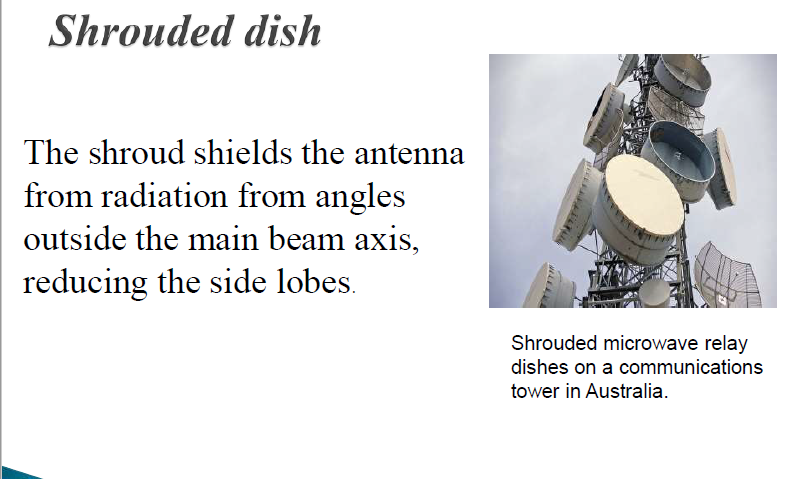 Shrouded dish
The shroud shields the antenna
from radiation from angles
outside the main beam axis,
reducing the side lobes.
Shrouded microwave relay
dishes on a communications
tower in Australia.